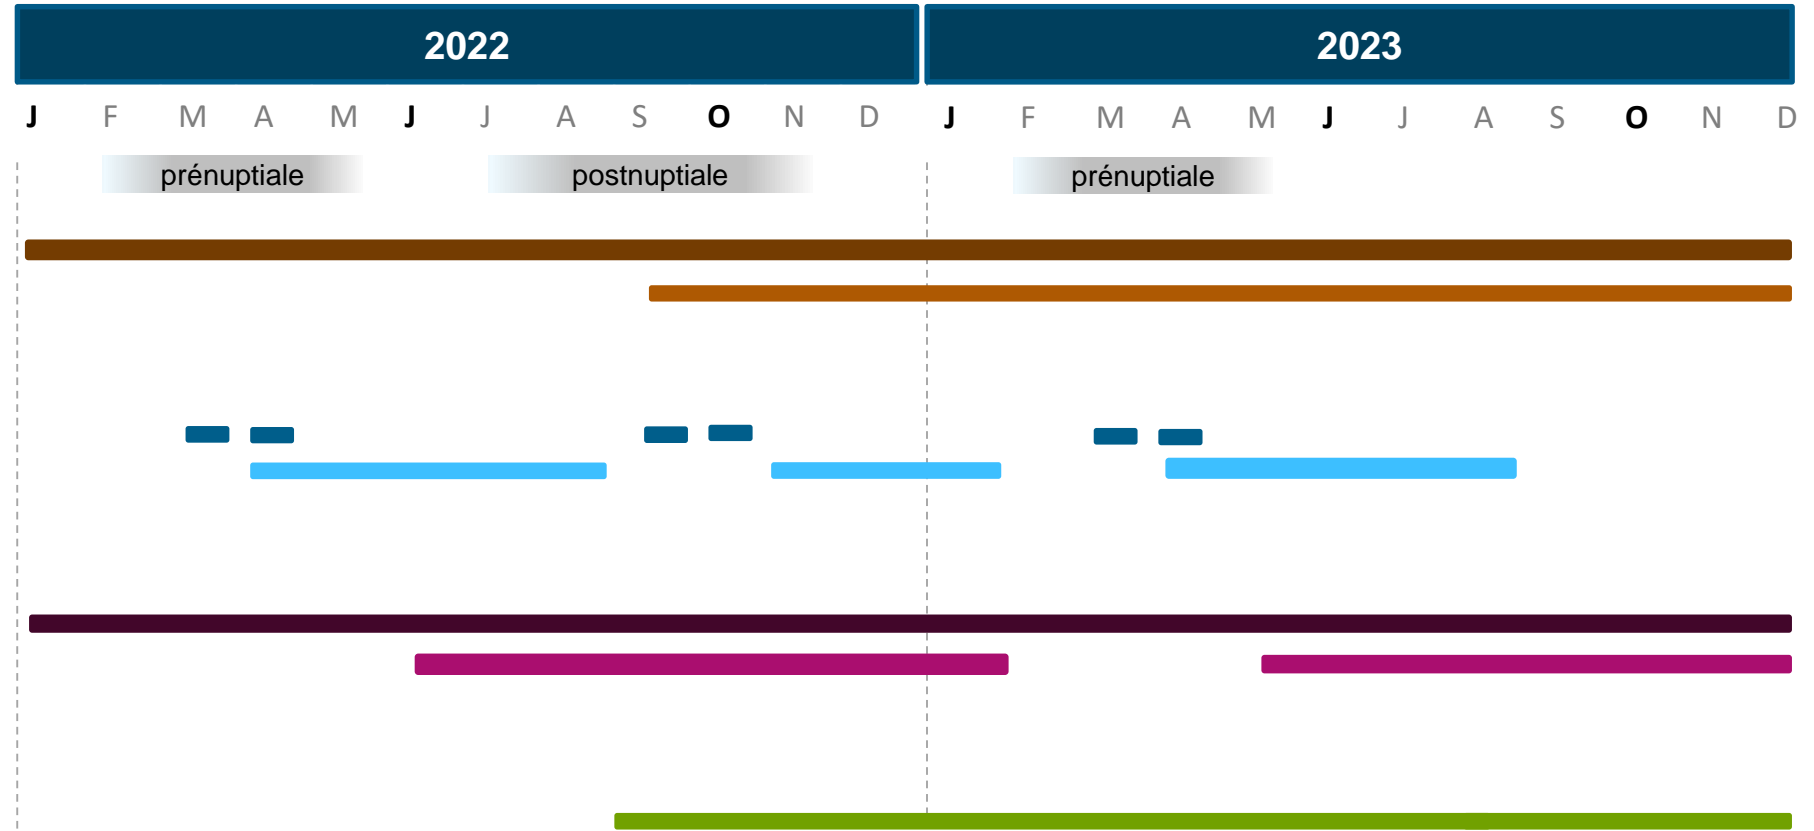 2022 2023
J F M A M J J A S O N D J F M A M J J A S O N D
prénuptiale postnuptiale prénuptiale